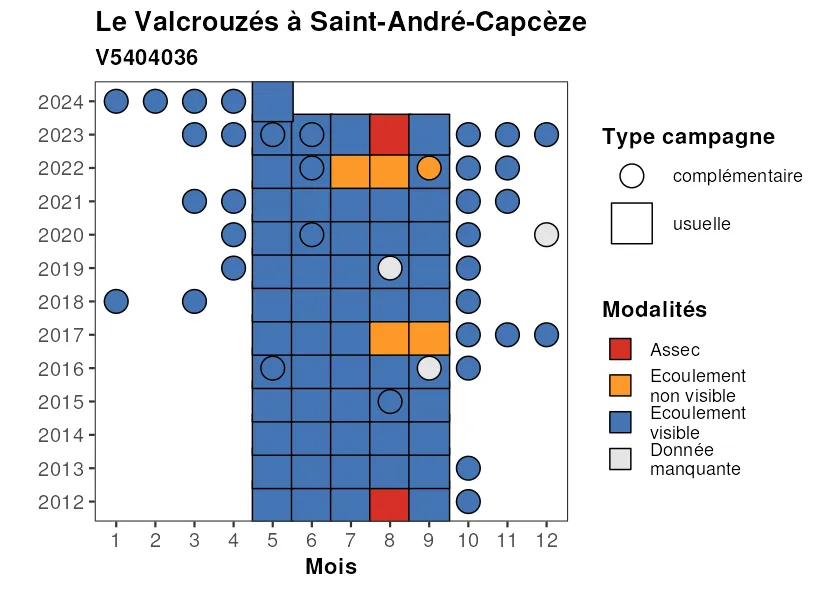 Le Valcrouzés à Saint-André-Capcèze
V5404036
2024
2023
2022
2021
2020
2019
2018
2017
2016
2015
2014
2013
2012
1 2 3 4 5 6 7 8 9 10 11 12
Mois
Type campagne
complémentaire
usuelle
Modalités
Assec
Ecoulement
non visible
Ecoulement
visible
Donnée
manquante